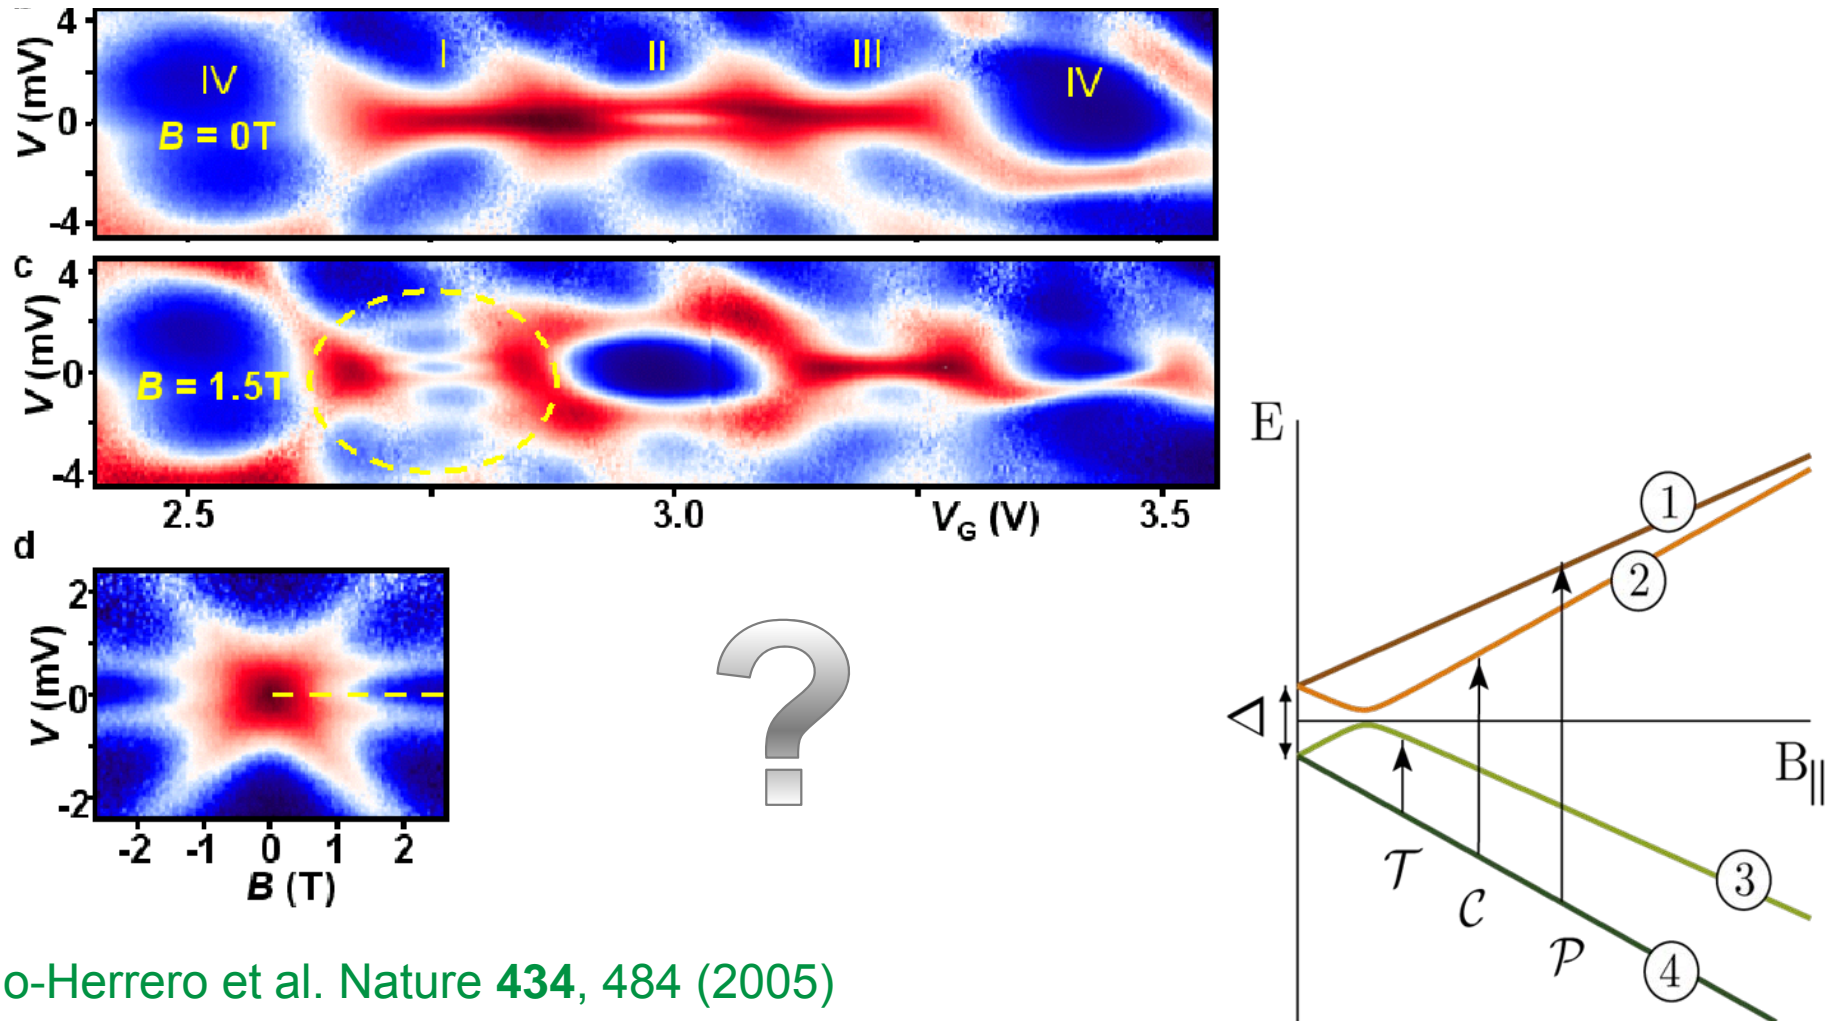 4
V (mV)
0
-4
IV
I
II
III
IV
B = 0T
c
4
V (mV)
0
-4
B = 1.5T
2.5
3.0
V_G (V)
3.5
d
2
V (mV)
0
-2
-2
-1
0
1
2
B (T)
?
E
Δ
B||
1
2
3
4
𝒯
𝒞
𝒫
o-Herrero et al. Nature 434, 484 (2005)